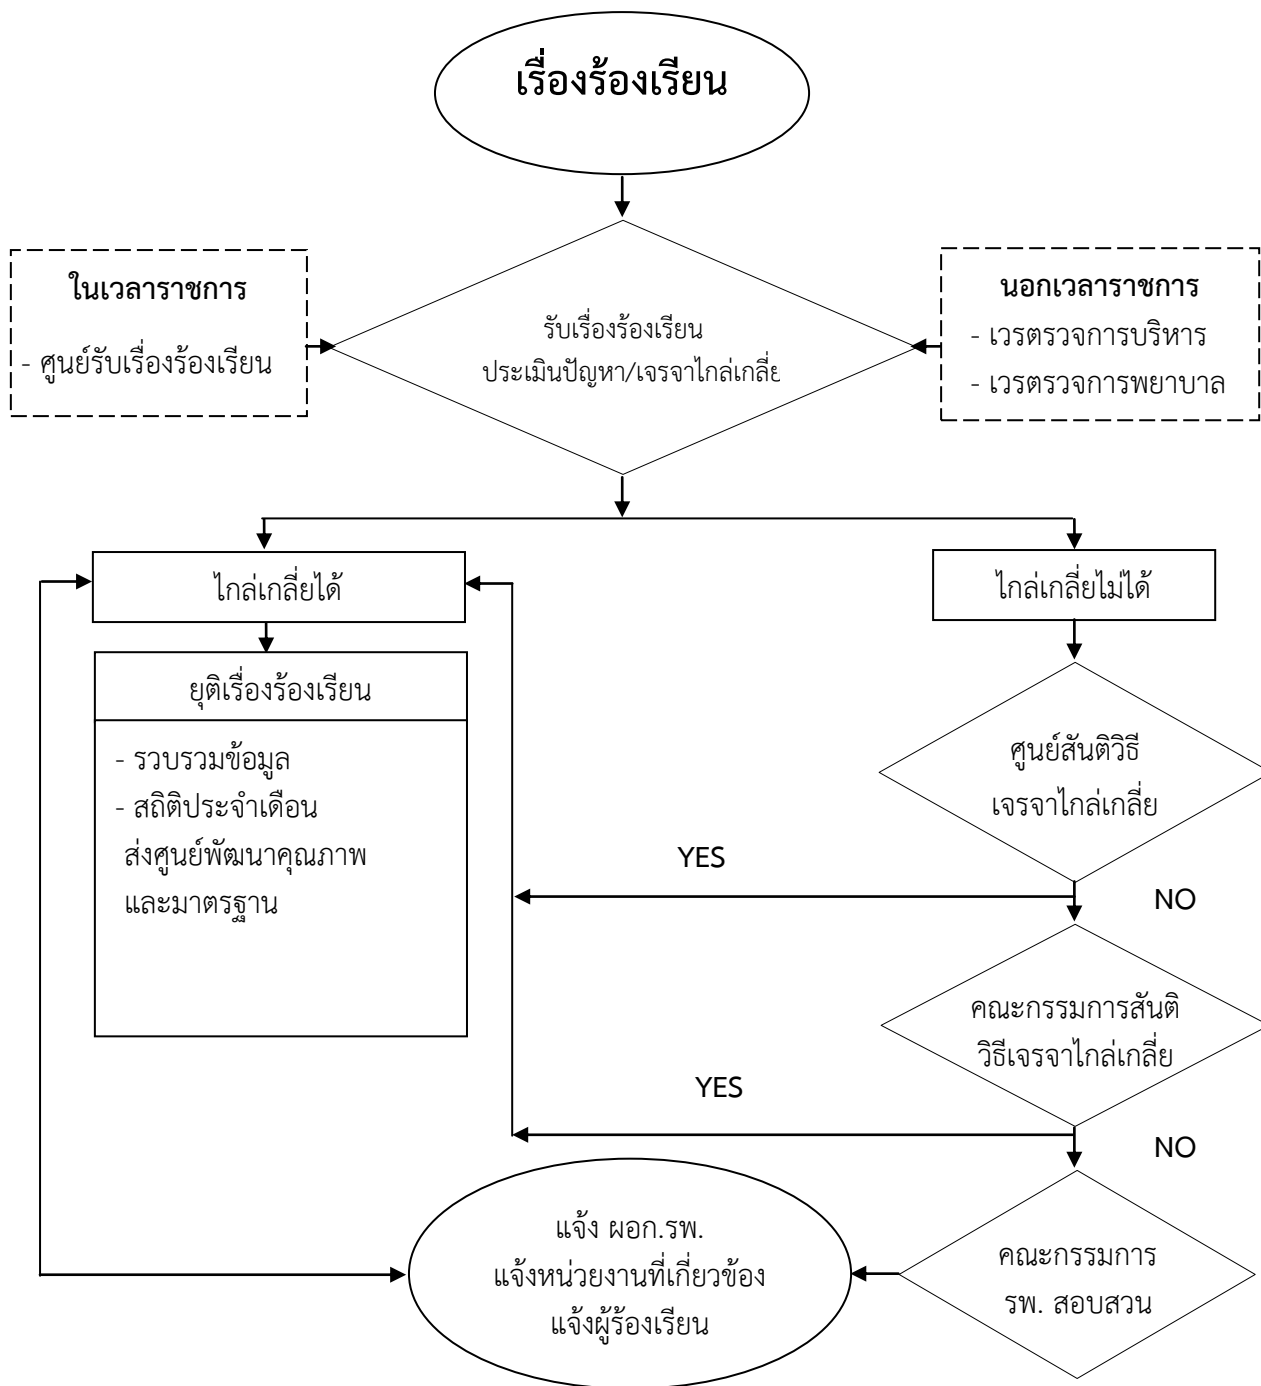 เรื่องร้องเรียน
ในเวลาราชการ
- ศูนย์รับเรื่องร้องเรียน
รับเรื่องร้องเรียน
ประเมินปัญหา/เจรจาไกล่เกลี่ย
นอกเวลาราชการ
- เวรตรวจการบริหาร
- เวรตรวจการพยาบาล
ไกล่เกลี่ยได้
ไกล่เกลี่ยไม่ได้
ยุติเรื่องร้องเรียน
- รวบรวมข้อมูล
- สถิติประจำเดือน
ส่งศูนย์พัฒนาคุณภาพ
และมาตรฐาน
ศูนย์สันติวิธี
เจรจาไกล่เกลี่ย
YES
NO
คณะกรรมการสันติ
วิธีเจรจาไกล่เกลี่ย
YES
NO
แจ้ง ผอก.รพ.
แจ้งหน่วยงานที่เกี่ยวข้อง
แจ้งผู้ร้องเรียน
คณะกรรมการ
รพ. สอบสวน